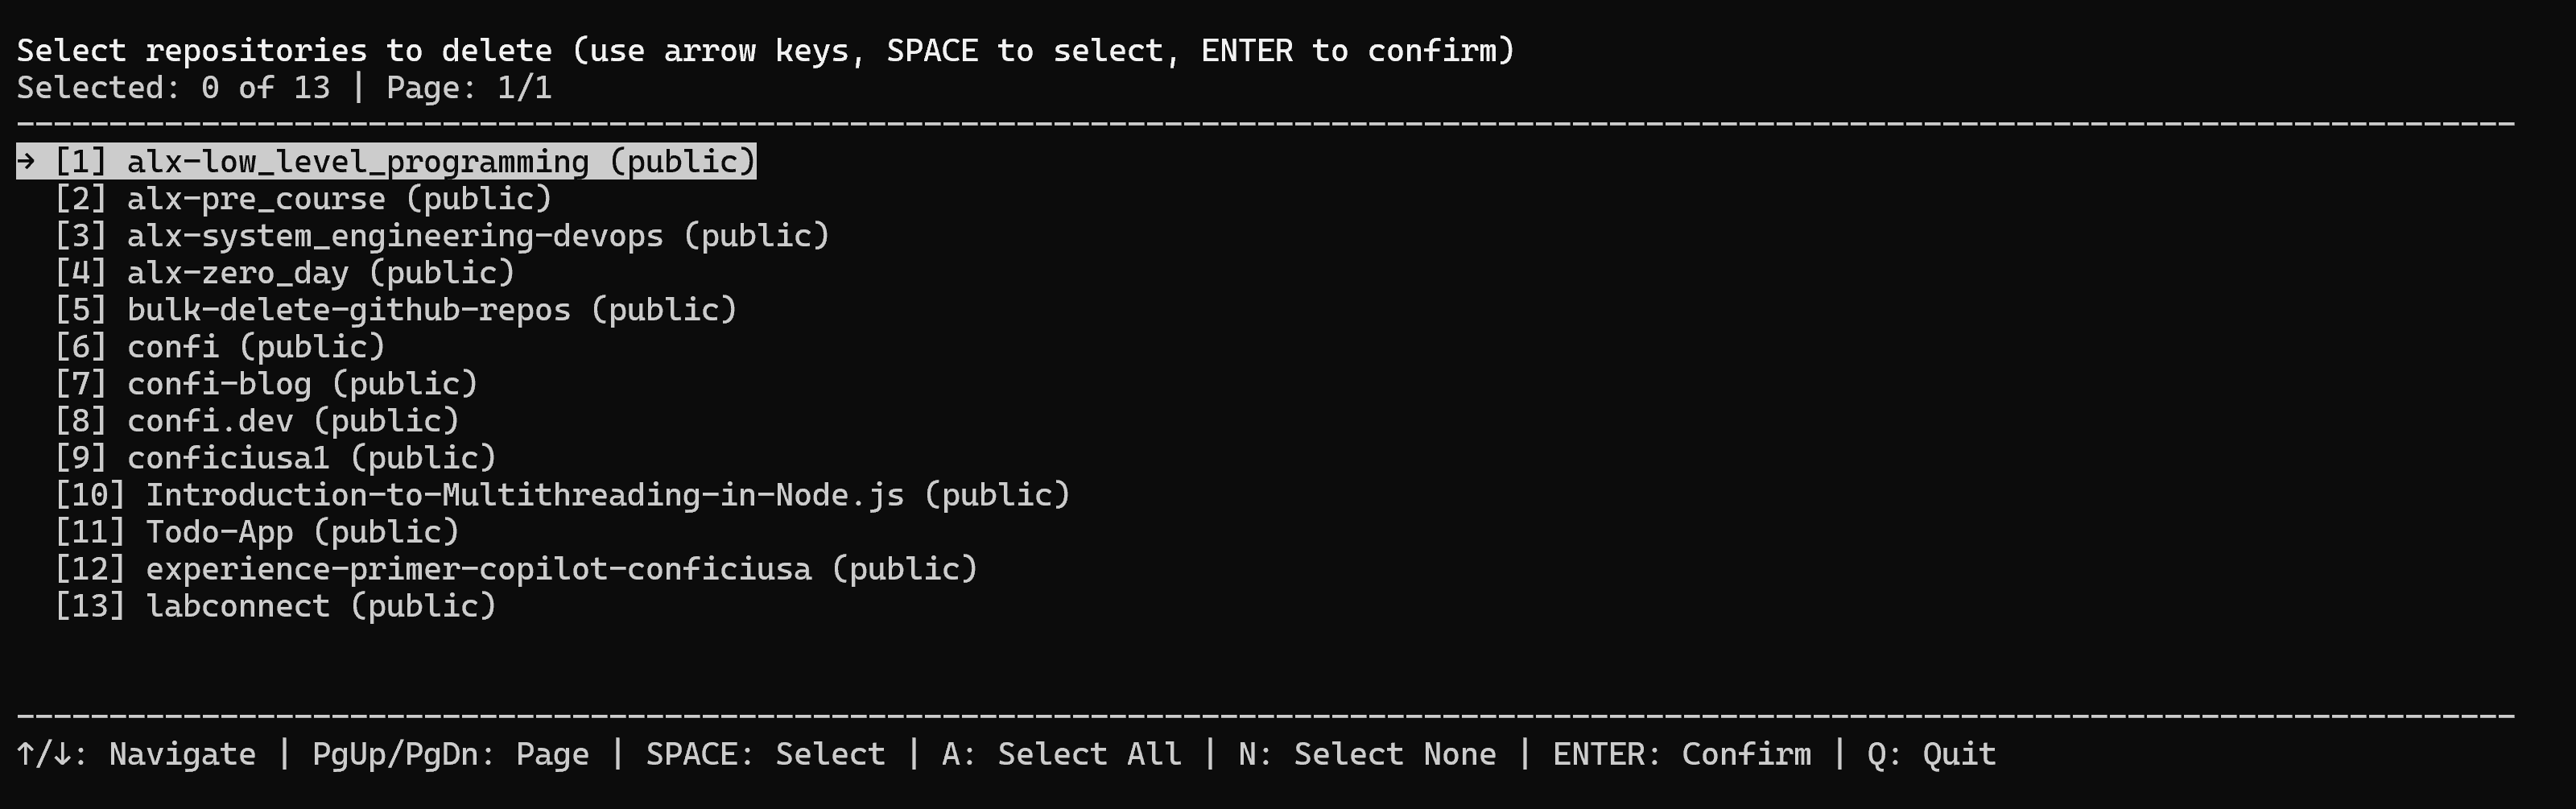 Select repositories to delete (use arrow keys, SPACE to select, ENTER to confirm)
Selected: 0 of 13 | Page: 1/1
---------------------------------------------------------------------------------------------------------------------------------------
→ [1] alx-low_level_programming (public)
[2] alx-pre_course (public)
[3] alx-system_engineering-devops (public)
[4] alx-zero_day (public)
[5] bulk-delete-github-repos (public)
[6] confi (public)
[7] confi-blog (public)
[8] confi.dev (public)
[9] conficiusa1 (public)
[10] Introduction-to-Multithreading-in-Node.js (public)
[11] Todo-App (public)
[12] experience-primer-copilot-conficiusa (public)
[13] labconnect (public)
---------------------------------------------------------------------------------------------------------------------------------------
↑/↓: Navigate | PgUp/PgDn: Page | SPACE: Select | A: Select All | N: Select None | ENTER: Confirm | Q: Quit